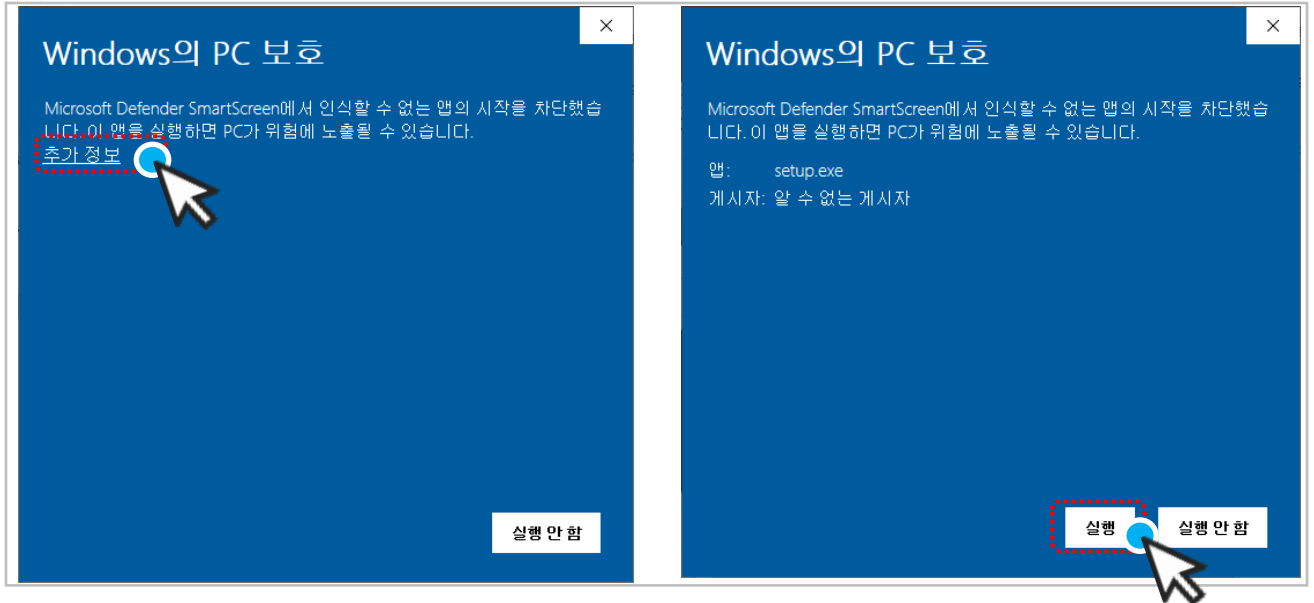 Windows의 PC 보호
Microsoft Defender SmartScreen에서 인식할 수 없는 앱의 시작을 차단했습
니다. 이 앱을 실행하면 PC가 위험에 노출될 수 있습니다.
추가 정보
실행 안 함
Windows의 PC 보호
Microsoft Defender SmartScreen에서 인식할 수 없는 앱의 시작을 차단했습
니다. 이 앱을 실행하면 PC가 위험에 노출될 수 있습니다.
앱: setup.exe
게시자: 알 수 없는 게시자
실행 실행 안 함